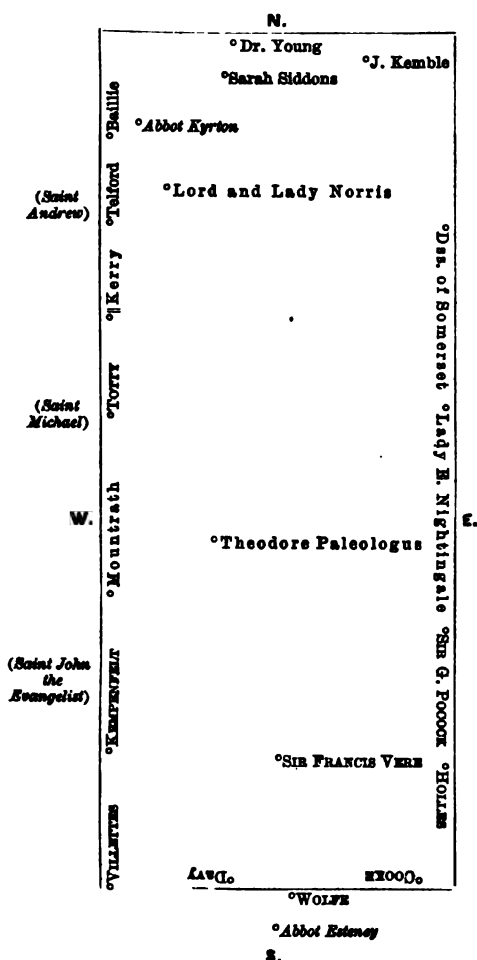 N.
°Dr. Young
°J. Kemble
°Sarah Siddons
°Baillie
°Abbot Kyrton
°Telford
(Saint
Andrew)
°Lord and Lady Norris
°¶Kerry
°Dss. of Somerset
°TORRY
(Saint
Michael)
°Lady E. Nightingale
W.
E.
°Mountrath
°Theodore Paleologus
(Saint John
the
Evangelist)
°KEMPENFELT
°SIR G. POCOCK
°SIR FRANCIS VERE
°HOLLES
°VILLETTES
°DAVY
°COOKE
°WOLFE
°Abbot Esteney
S.